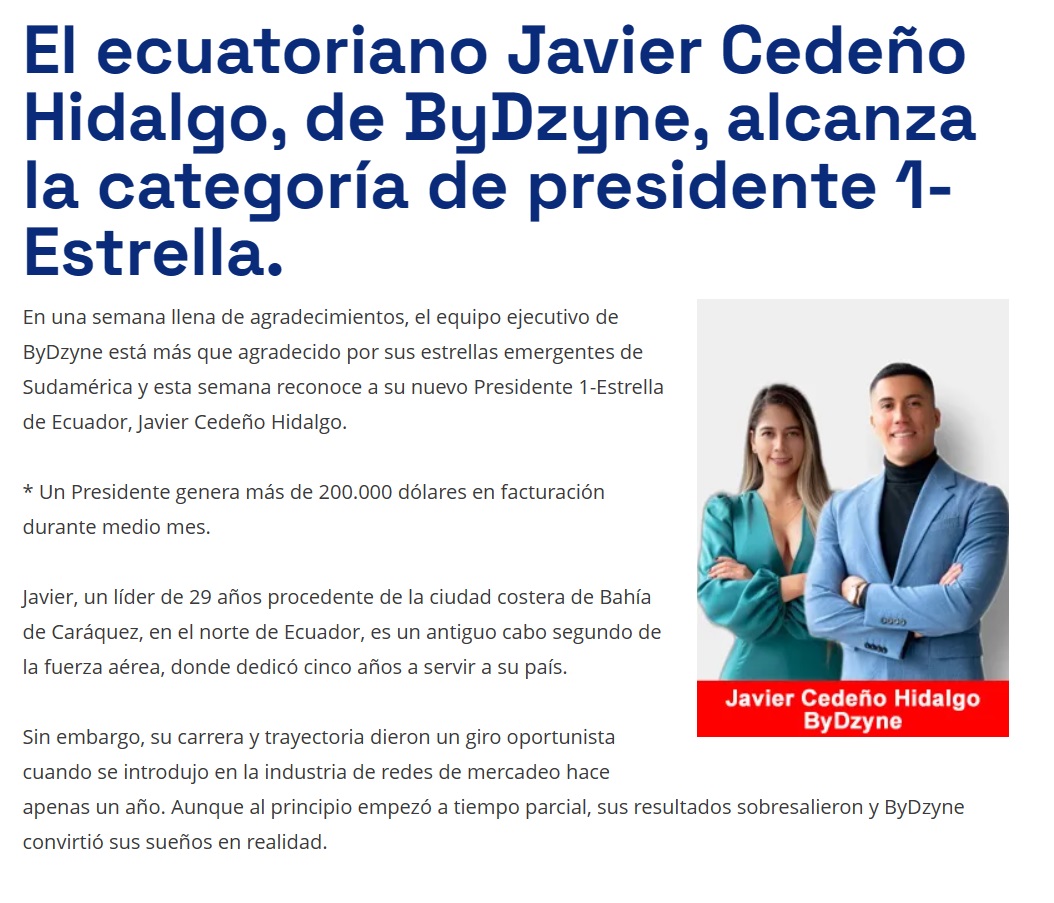 El ecuatoriano Javier Cedeño
Hidalgo, de ByDzyne, alcanza
la categoría de presidente 1-
Estrella.
En una semana llena de agradecimientos, el equipo ejecutivo de
ByDzyne está más que agradecido por sus estrellas emergentes de
Sudamérica y esta semana reconoce a su nuevo Presidente 1-Estrella
de Ecuador, Javier Cedeño Hidalgo.
* Un Presidente genera más de 200.000 dólares en facturación
durante medio mes.
Javier, un líder de 29 años procedente de la ciudad costera de Bahía
de Caráquez, en el norte de Ecuador, es un antiguo cabo segundo de
la fuerza aérea, donde dedicó cinco años a servir a su país.
Sin embargo, su carrera y trayectoria dieron un giro oportunista
cuando se introdujo en la industria de redes de mercadeo hace
apenas un año. Aunque al principio empezó a tiempo parcial, sus resultados sobresalieron y ByDzyne
convirtió sus sueños en realidad.
Javier Cedeño Hidalgo
ByDzyne